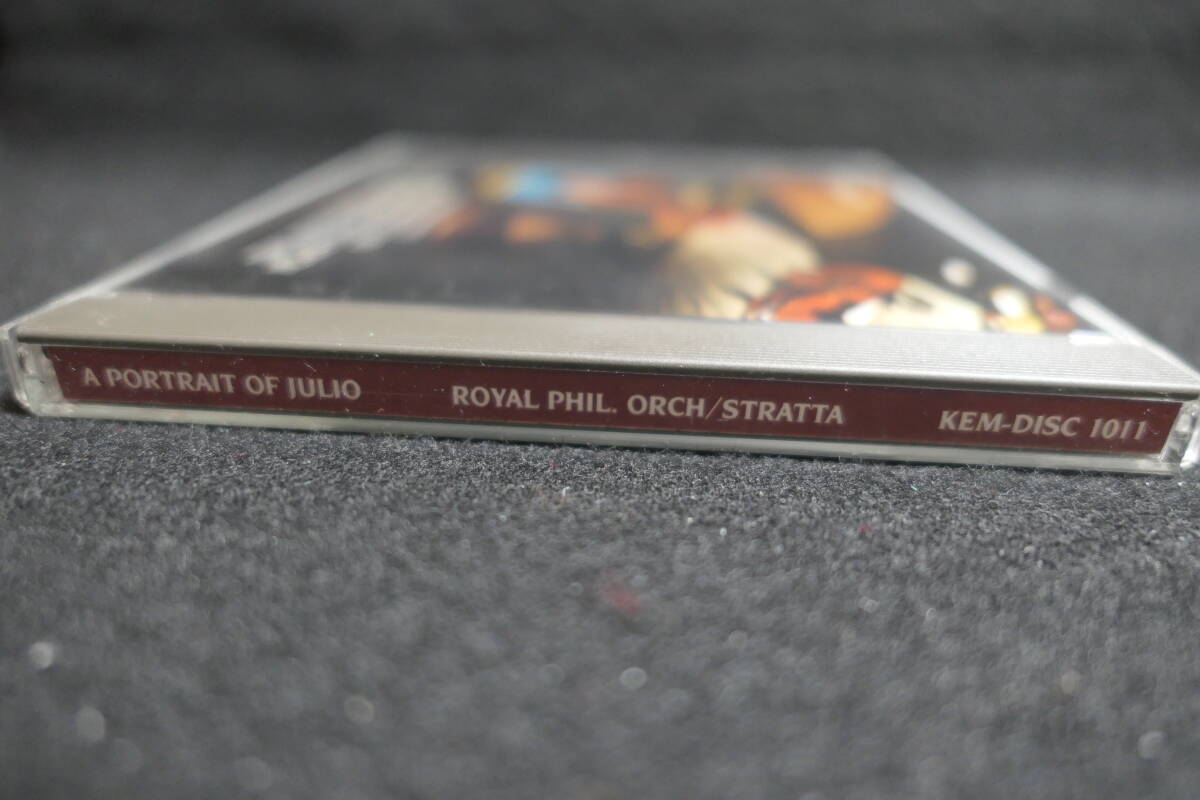 A PORTRAIT OF JULIO ROYAL PHIL. ORCH/STRATTA KEM-DISC 1011